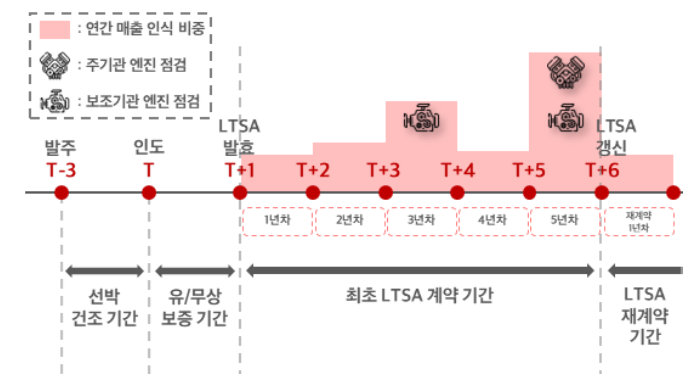 : 연간 매출 인식 비중
: 주기관 엔진 점검
: 보조기관 엔진 점검
발주
T-3
인도
T
LTSA
발효
T+1
T+2
T+3
T+4
T+5
LTSA
갱신
T+6
1년차
2년차
3년차
4년차
5년차
재계약
1년차
선박
건조 기간
유/무상
보증 기간
최초 LTSA 계약 기간
LTSA
재계약
기간